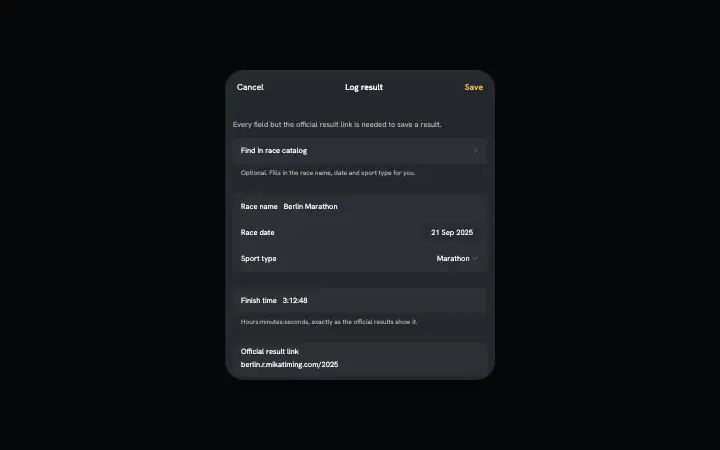 Cancel Log result Save
Every field but the official result link is needed to save a result.
Find in race catalog
Optional. Fills in the race name, date and sport type for you.
Race name Berlin Marathon
Race date 21 Sep 2025
Sport type Marathon
Finish time 3:12:48
Hours:minutes:seconds, exactly as the official results show it.
Official result link
berlin.r.mikatiming.com/2025